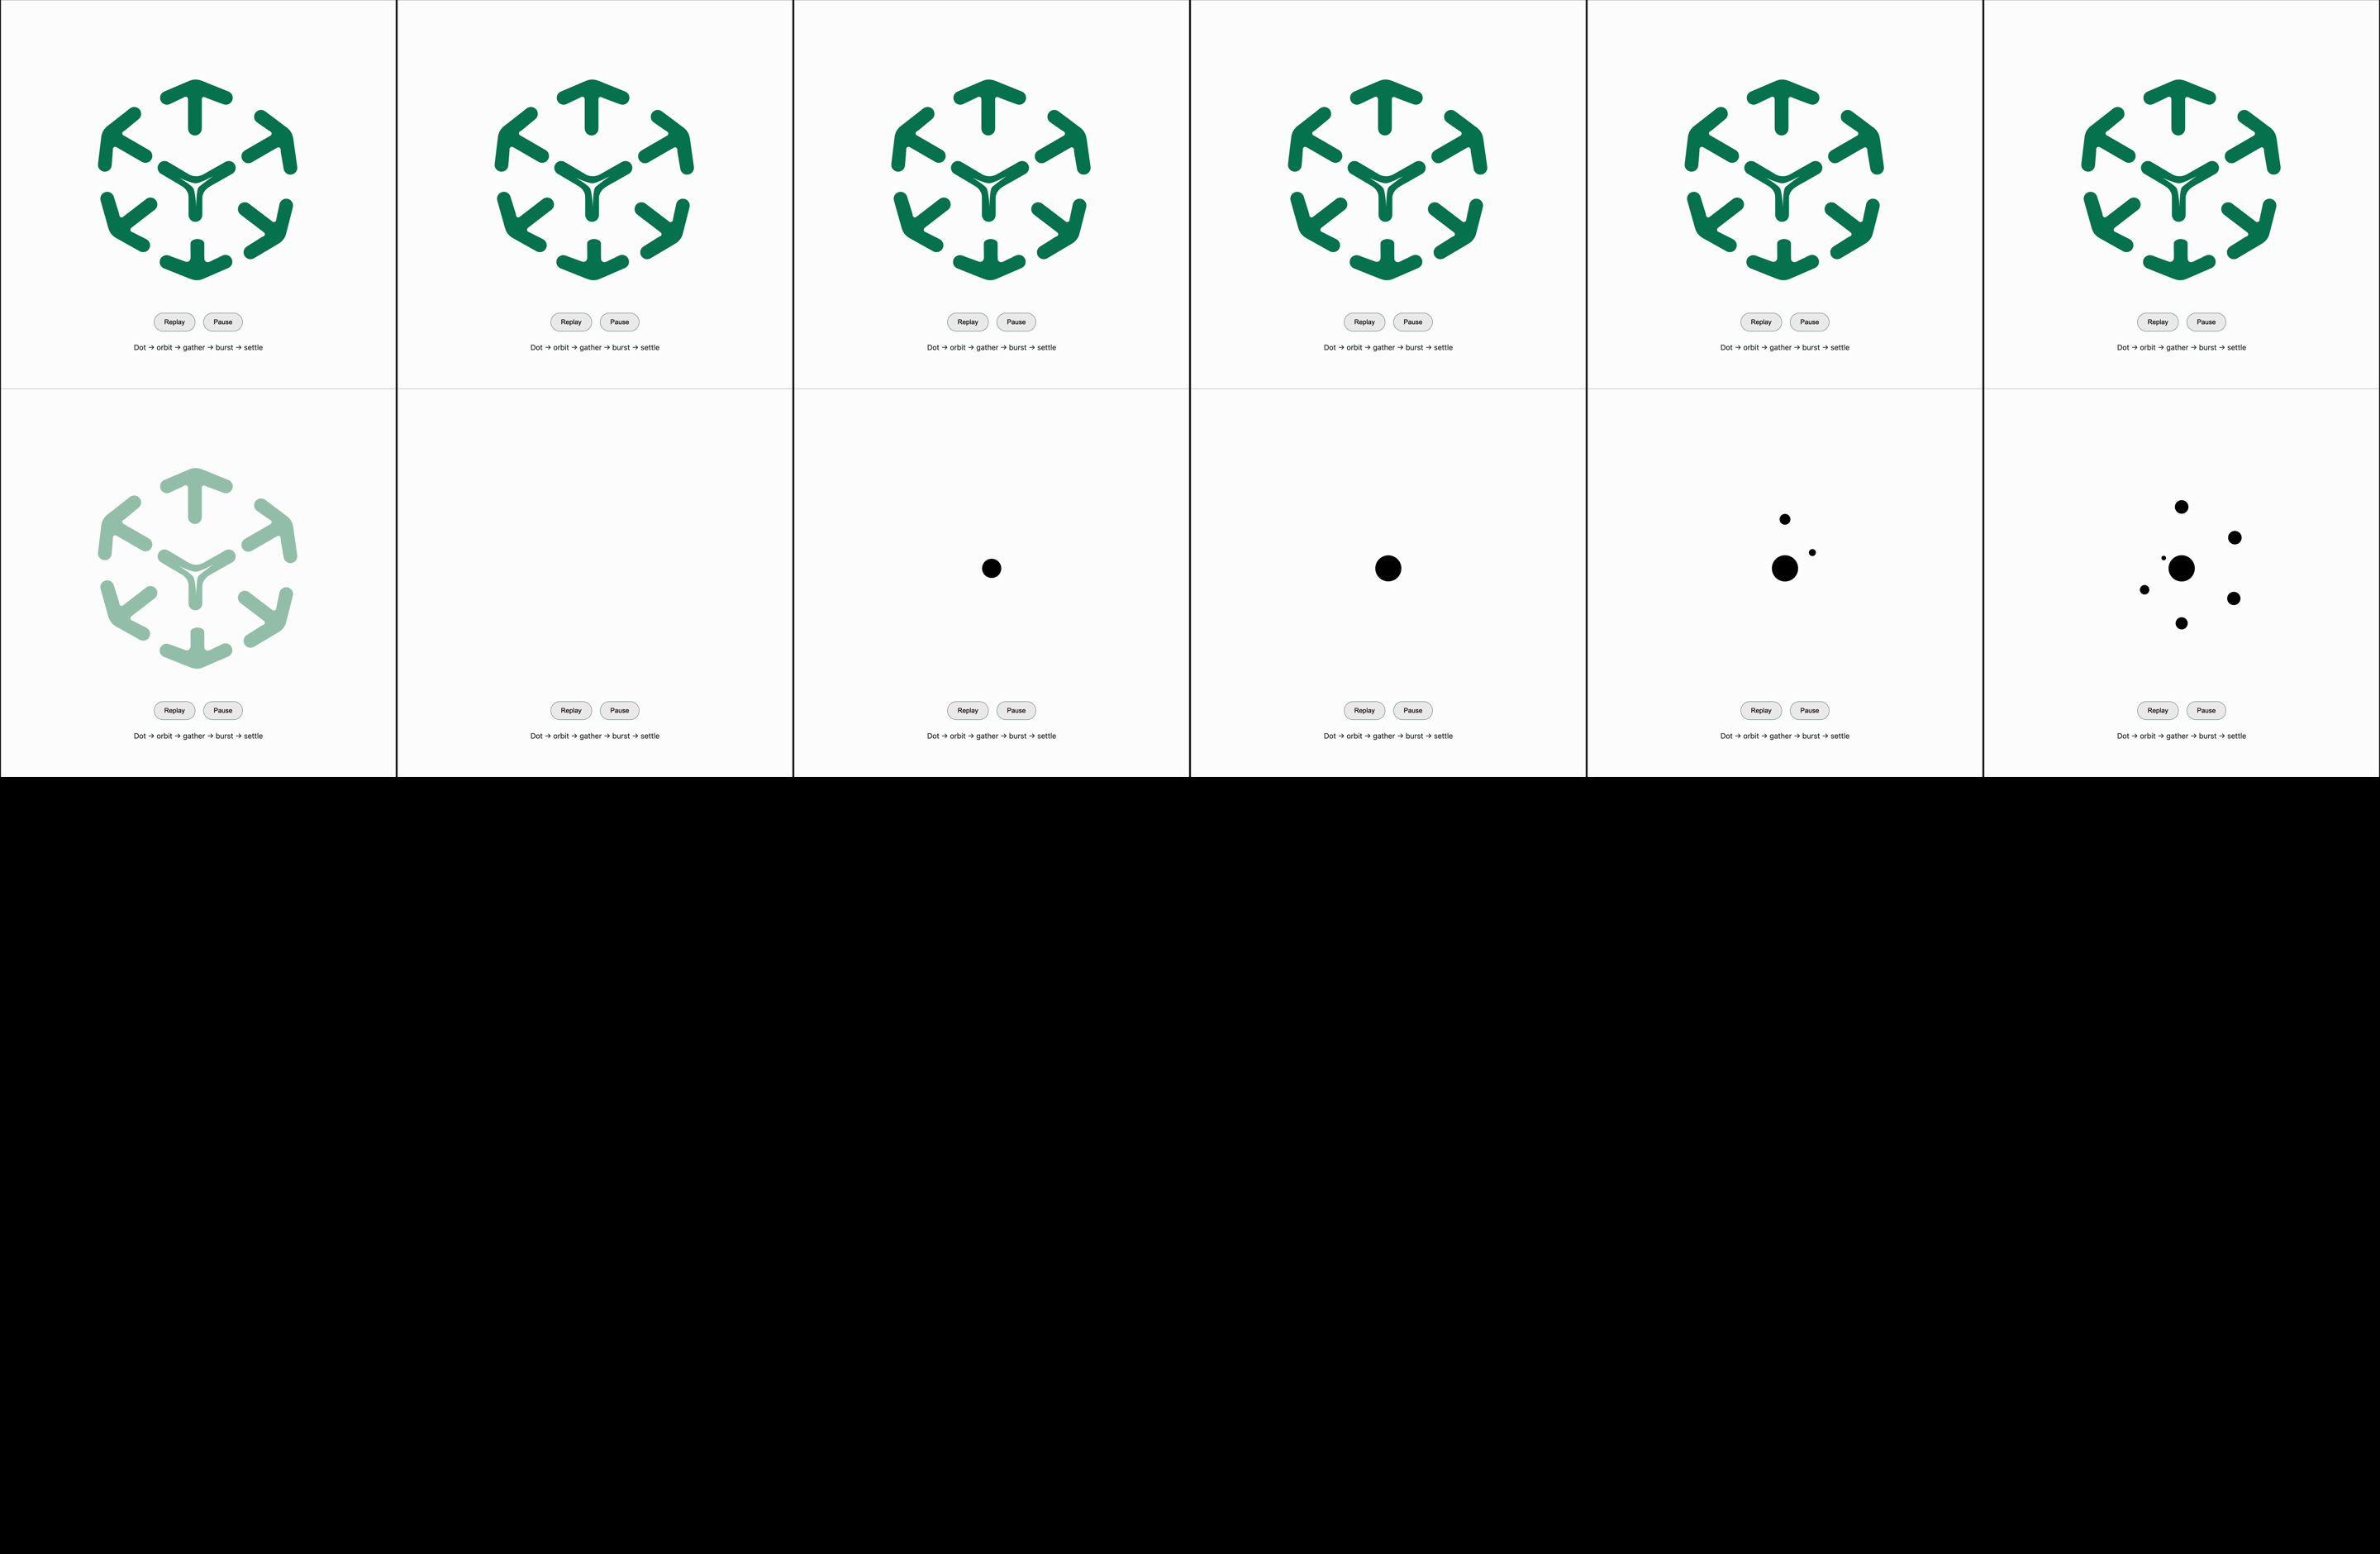 Replay Pause Replay Pause Replay Pause Replay Pause Replay Pause Replay Pause
Dot → orbit → gather → burst → settle Dot → orbit → gather → burst → settle Dot → orbit → gather → burst → settle Dot → orbit → gather → burst → settle Dot → orbit → gather → burst → settle Dot → orbit → gather → burst → settle
Replay Pause Replay Pause Replay Pause Replay Pause Replay Pause Replay Pause
Dot → orbit → gather → burst → settle Dot → orbit → gather → burst → settle Dot → orbit → gather → burst → settle Dot → orbit → gather → burst → settle Dot → orbit → gather → burst → settle Dot → orbit → gather → burst → settle